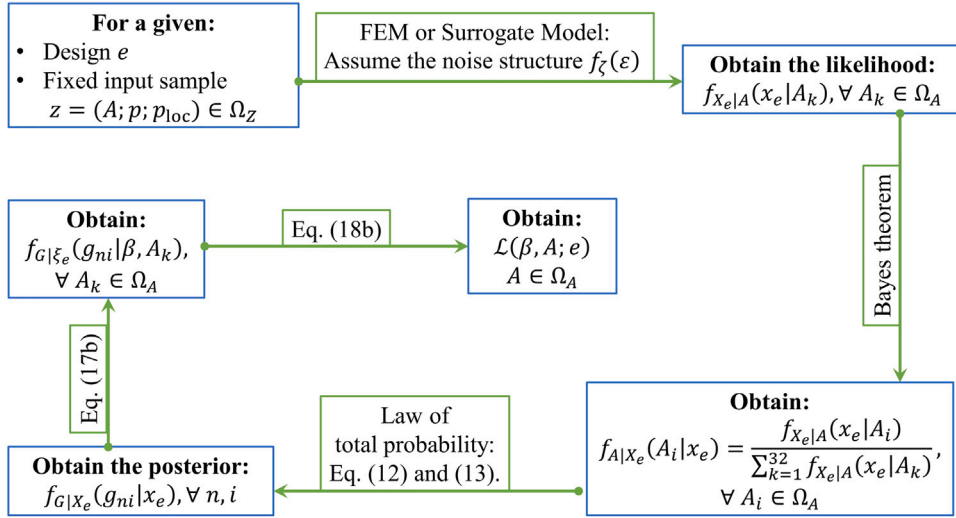 For a given:
• Design e
• Fixed input sample
z = (A; p; p_loc) ∈ Ω_Z
FEM or Surrogate Model:
Assume the noise structure f_ζ(ε)
Obtain the likelihood:
f_{X_e|A}(x_e|A_k), ∀ A_k ∈ Ω_A
Bayes theorem
Obtain:
f_{A|X_e}(A_i|x_e) = \frac{f_{X_e|A}(x_e|A_i)}{\sum_{k=1}^{32} f_{X_e|A}(x_e|A_k)},
∀ A_i ∈ Ω_A
Law of
total probability:
Eq. (12) and (13).
Obtain the posterior:
f_{G|X_e}(g_{ni}|x_e), ∀ n, i
Eq. (17b)
Obtain:
f_{G|ξ_e}(g_{ni}|β, A_k),
∀ A_k ∈ Ω_A
Eq. (18b)
Obtain:
ℒ(β, A; e)
A ∈ Ω_A